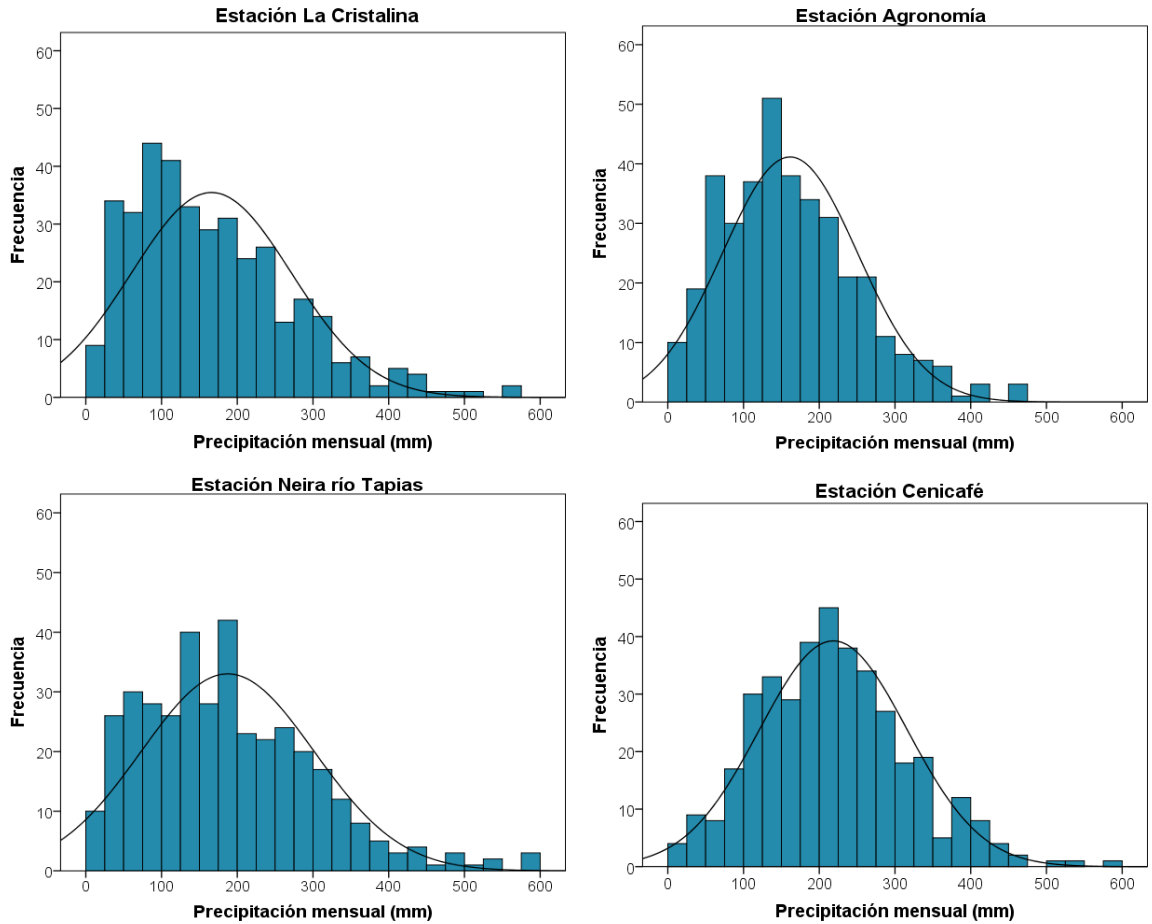 Estación La Cristalina
60
50
40
30
20
10
0
Frecuencia
0 100 200 300 400 500 600
Precipitación mensual (mm)
Estación Agronomía
60
50
40
30
20
10
0
Frecuencia
0 100 200 300 400 500 600
Precipitación mensual (mm)
Estación Neira río Tapias
60
50
40
30
20
10
0
Frecuencia
0 100 200 300 400 500 600
Precipitación mensual (mm)
Estación Cenicafé
60
50
40
30
20
10
0
Frecuencia
0 100 200 300 400 500 600
Precipitación mensual (mm)